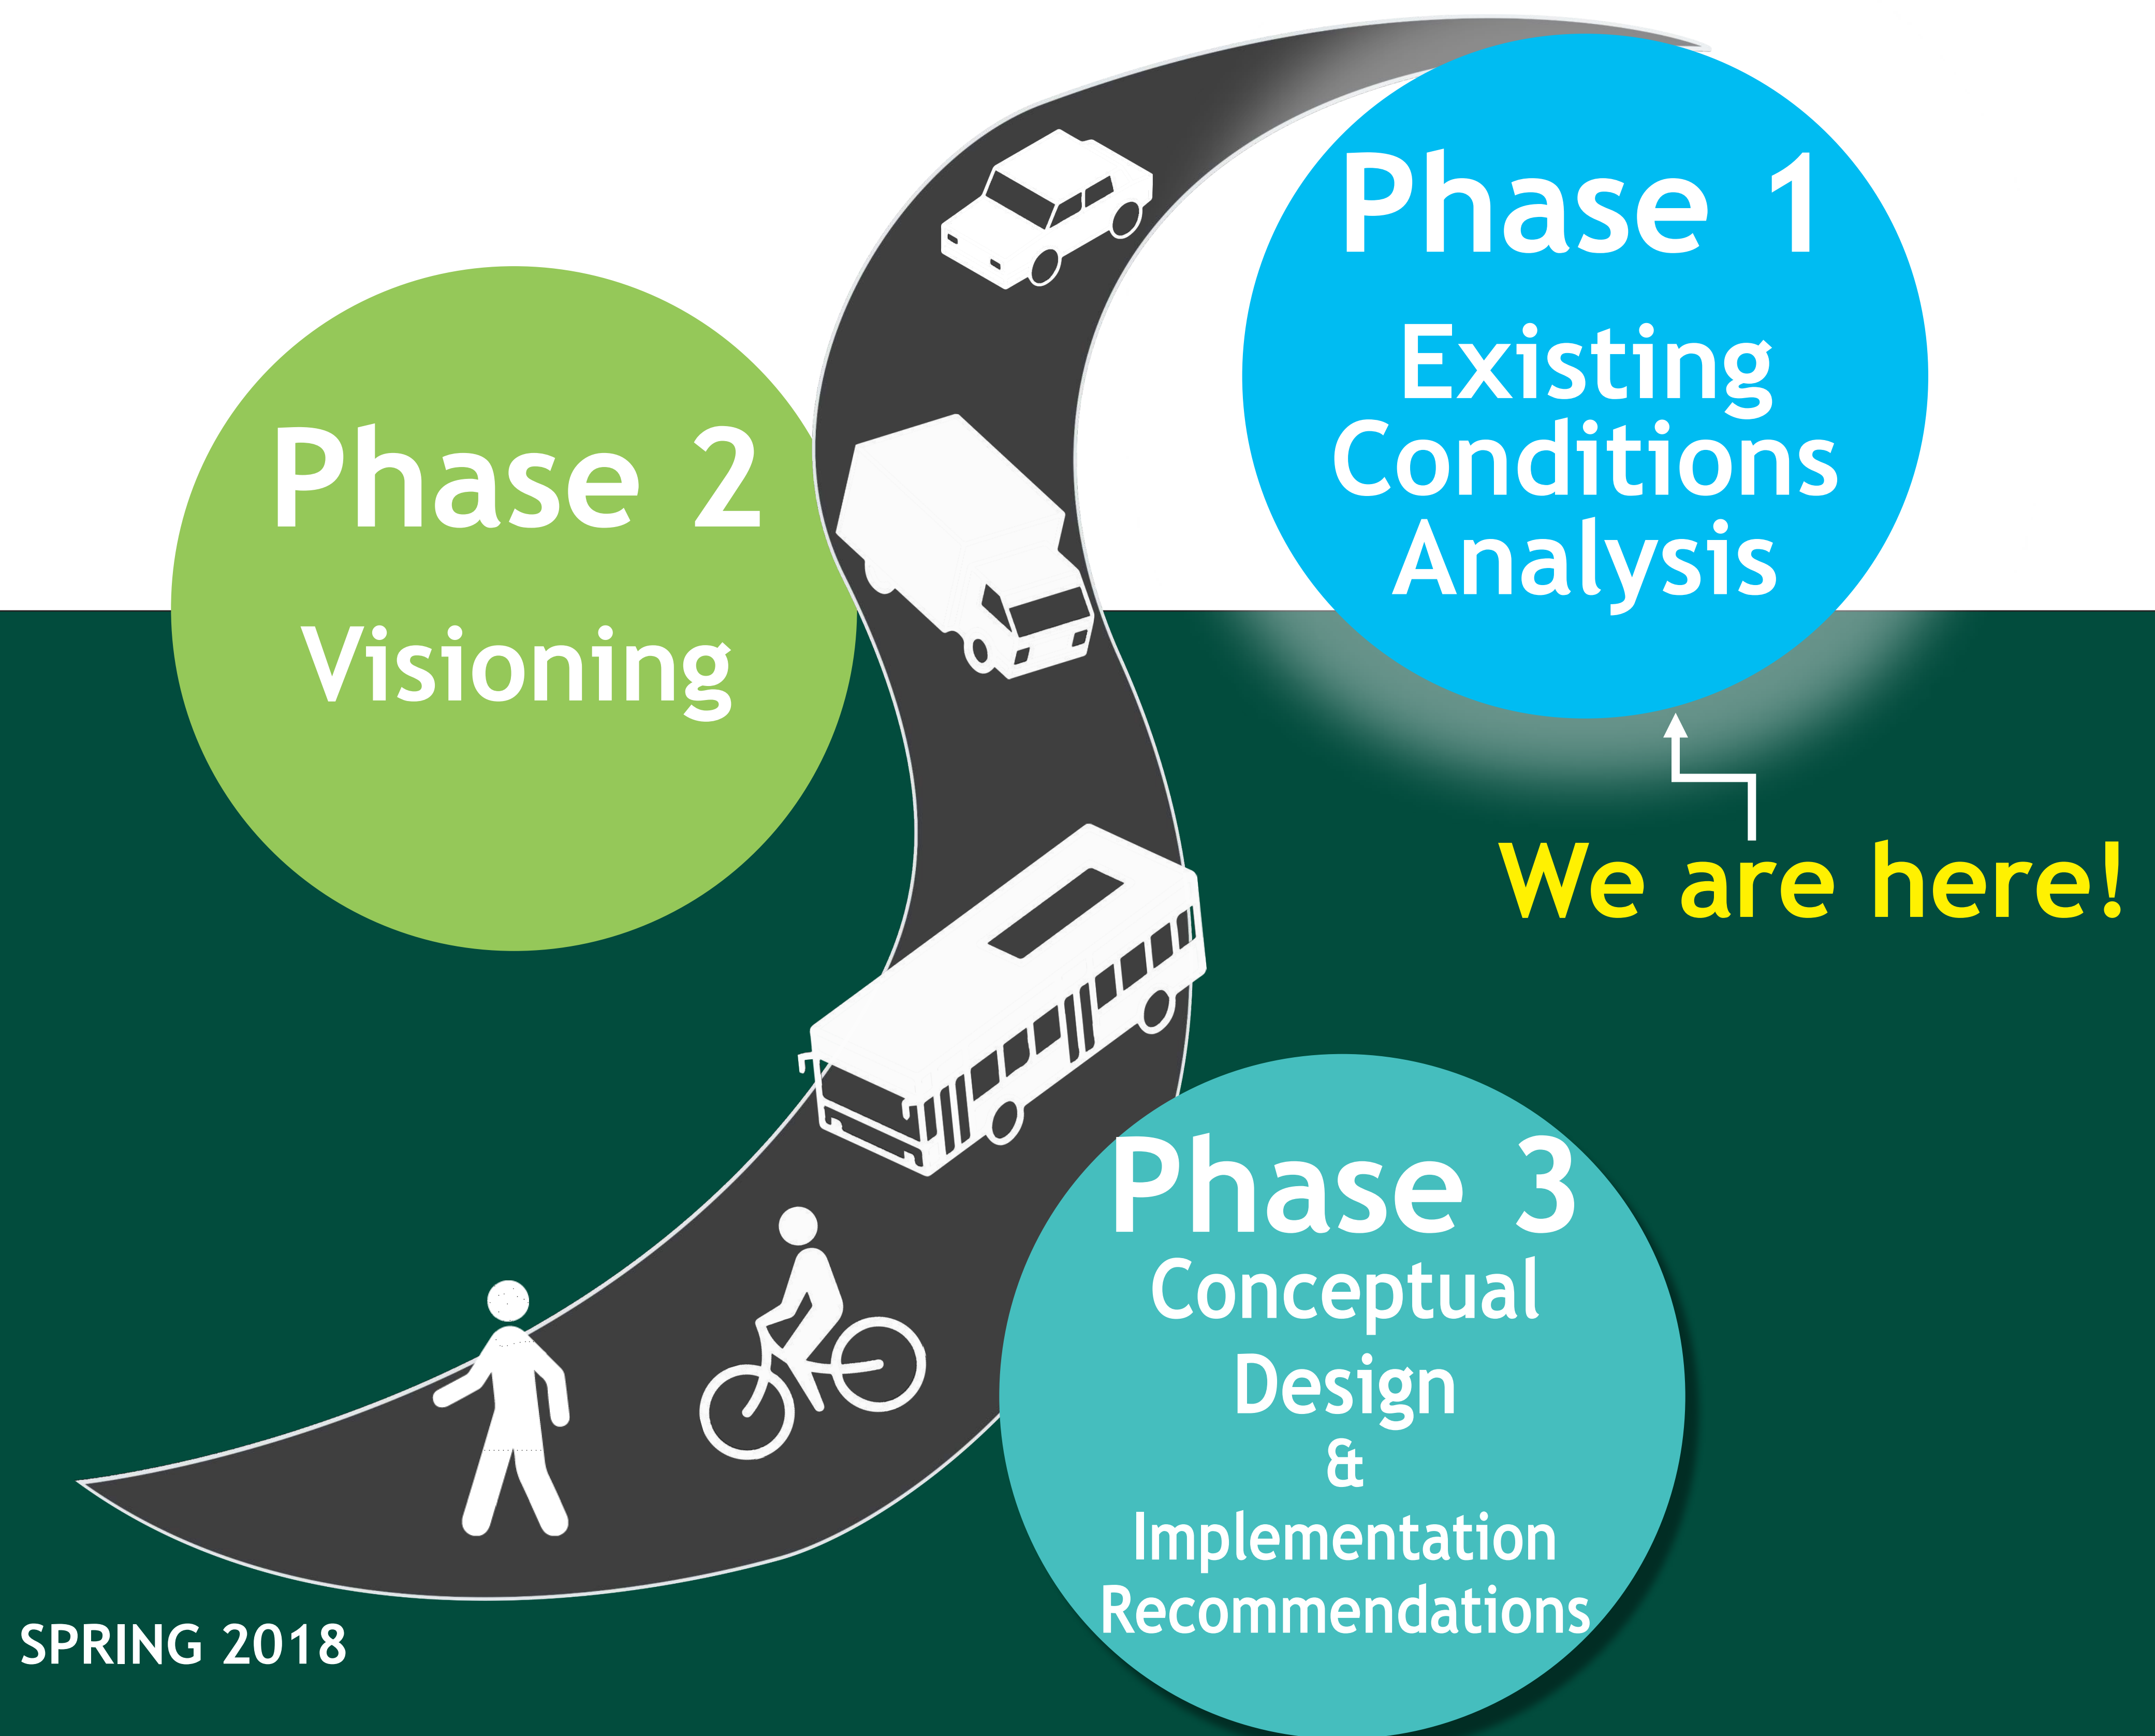 Phase 1
Existing
Conditions
Analysis
Phase 2
Visioning
We are here!
Phase 3
Conceptual
Design
&
Implementation
Recommendations
SPRING 2018